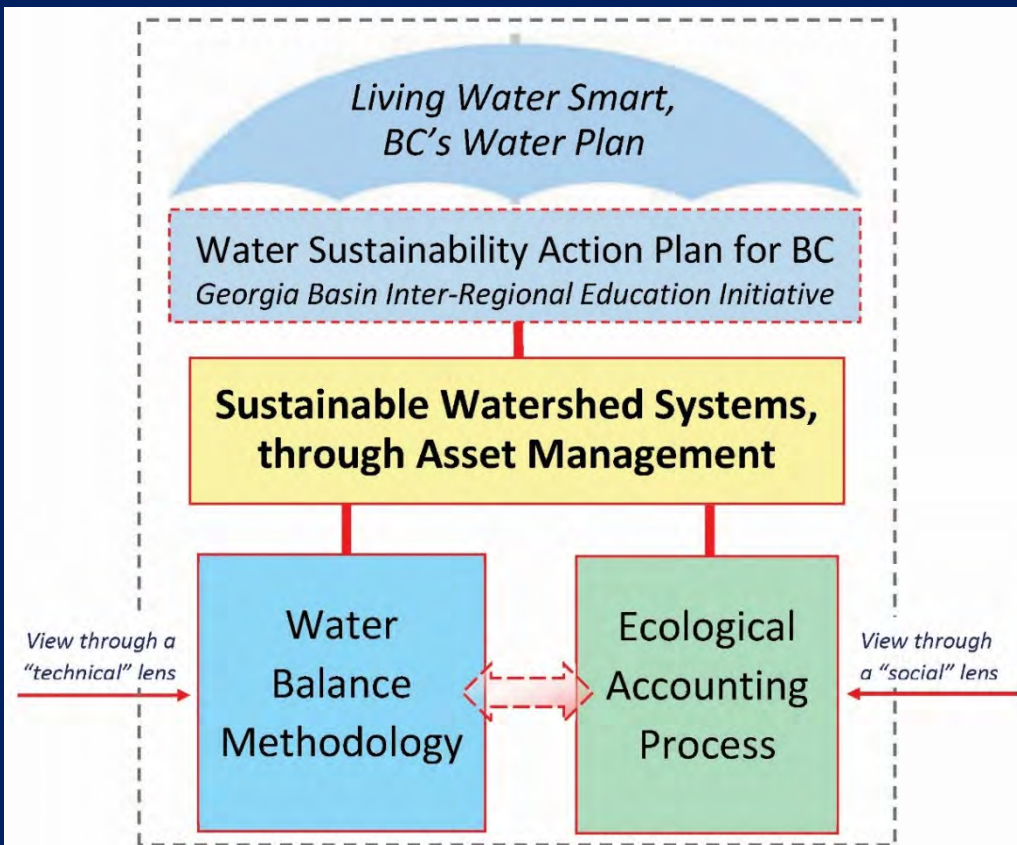 Living Water Smart,
BC's Water Plan
Water Sustainability Action Plan for BC
Georgia Basin Inter-Regional Education Initiative
Sustainable Watershed Systems,
through Asset Management
View through a
"technical" lens
Water
Balance
Methodology
Ecological
Accounting
Process
View through
a "social" lens